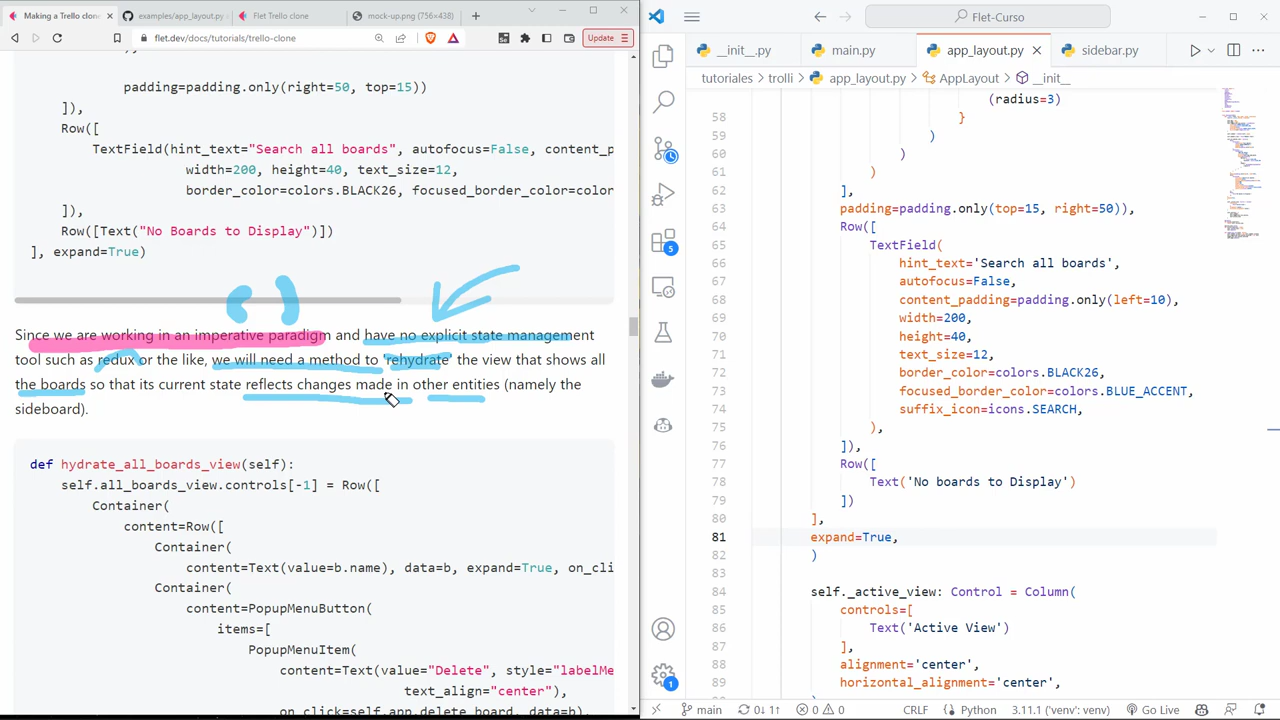 Making a Trello clone
examples/app_layout.py
Flet Trello clone
mock-up.png (756×438)
flet.dev/docs/tutorials/trello-clone
Update
padding=padding.only(right=50, top=15))
]),
Row([
TextField(hint_text="Search all boards", autofocus=False, content_p
width=200, height=40, text_size=12,
border_color=colors.BLACK26, focused_border_color=color
]),
Row([Text("No Boards to Display")])
], expand=True)
Since we are working in an imperative paradigm and have no explicit state management
tool such as redux or the like, we will need a method to 'rehydrate' the view that shows all
the boards so that its current state reflects changes made in other entities (namely the
sideboard).
def hydrate_all_boards_view(self):
self.all_boards_view.controls[-1] = Row([
Container(
content=Row([
Container(
content=Text(value=b.name), data=b, expand=True, on_cli
Container(
content=PopupMenuButton(
items=[
PopupMenuItem(
content=Text(value="Delete", style="labelMe
text_align="center"),
click=self.app.delete_board, data=b)
Flet-Curso
__init__.py
main.py
app_layout.py
sidebar.py
tutoriales > trolli > app_layout.py > AppLayout > __init__
(radius=3)
58 }
59 )
60 )
61 )
62 ],
63 padding=padding.only(top=15, right=50)),
64 Row([
65 TextField(
66 hint_text='Search all boards',
67 autofocus=False,
68 content_padding=padding.only(left=10),
69 width=200,
70 height=40,
71 text_size=12,
72 border_color=colors.BLACK26,
73 focused_border_color=colors.BLUE_ACCENT,
74 suffix_icon=icons.SEARCH,
75 ),
76 ]),
77 Row([
78 Text('No boards to Display')
79 ])
80 ],
81 expand=True,
82 )
83
84 self._active_view: Control = Column(
85 controls=[
86 Text('Active View')
87 ],
88 alignment='center',
89 horizontal_alignment='center',
5
1
main
0↓ 1↑
0
0
CRLF
Python
3.11.1 ('venv': venv)
Go Live